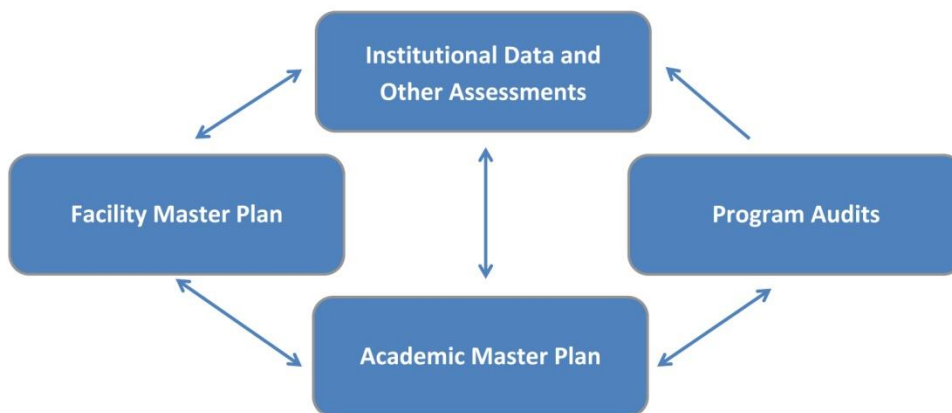 Institutional Data and
Other Assessments
Facility Master Plan
Program Audits
Academic Master Plan